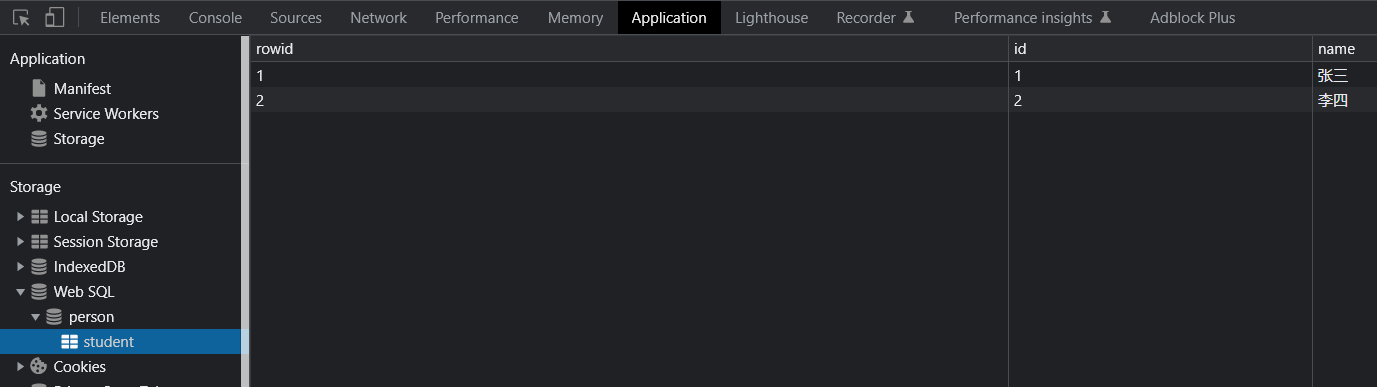 Elements Console Sources Network Performance Memory Application Lighthouse Recorder Performance insights Adblock Plus
Application
Manifest
Service Workers
Storage
Storage
Local Storage
Session Storage
IndexedDB
Web SQL
person
student
Cookies
rowid id name
1 1 张三
2 2 李四